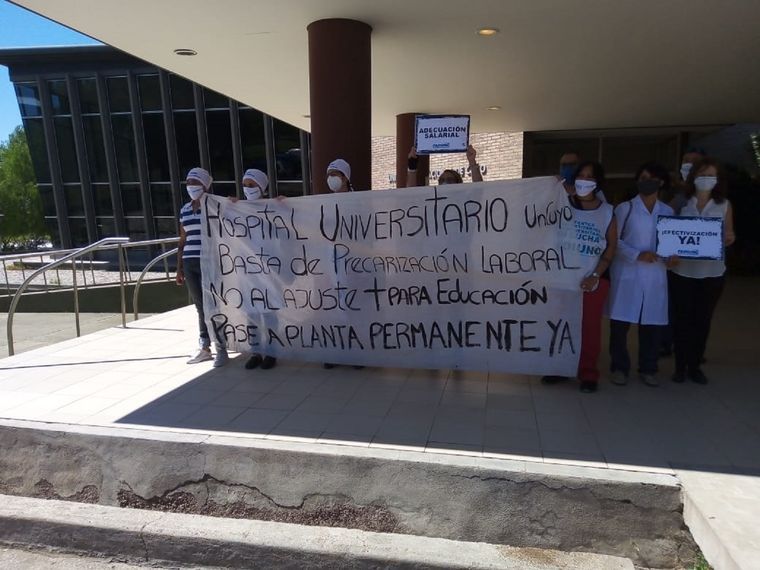 ADECUACIÓN
SALARIAL
HOSPITAL UNIVERSITARIO UNCUYO
BASTA DE PRECARIZACIÓN LABORAL
NO AL AJUSTE + PARA EDUCACIÓN
PASE A PLANTA PERMANENTE YA
LUCHA
¡EFECTIVIZACIÓN
YA!